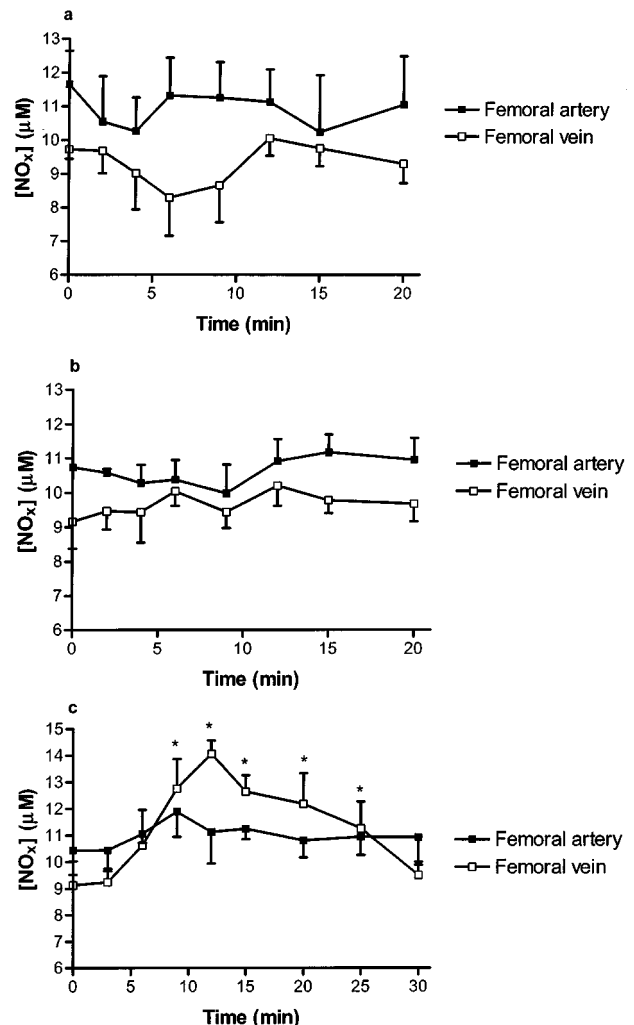 a
13
12
11
10
9
8
7
6
[NOₓ] (μM)
0 5 10 15 20
Time (min)
Femoral artery
Femoral vein
b
13
12
11
10
9
8
7
6
[NOₓ] (μM)
0 5 10 15 20
Time (min)
Femoral artery
Femoral vein
c
15
14
13
12
11
10
9
8
7
6
[NOₓ] (μM)
* * * * *
0 5 10 15 20 25 30
Time (min)
Femoral artery
Femoral vein